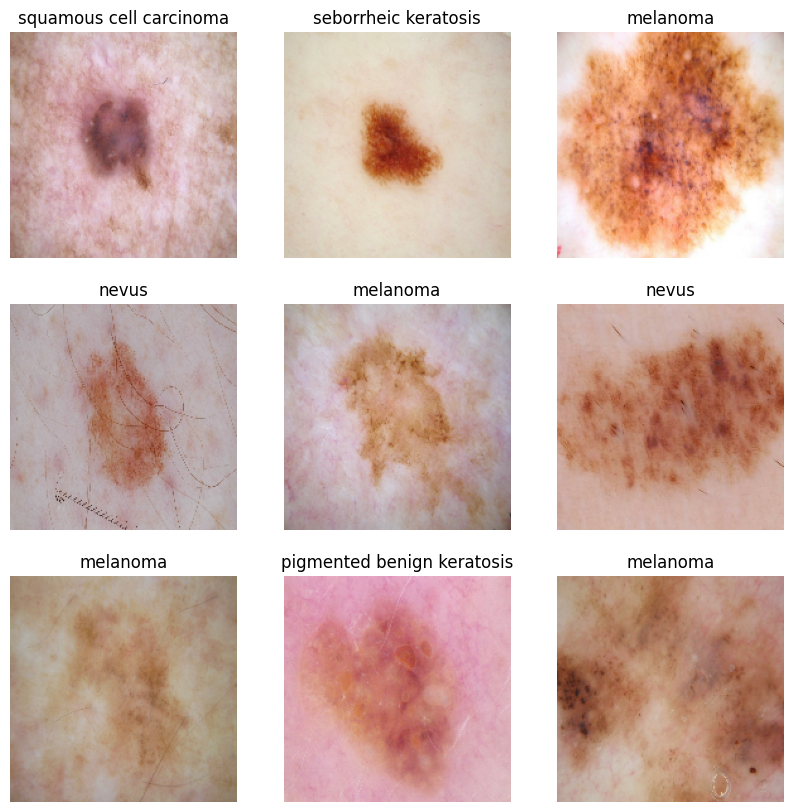 squamous cell carcinoma
seborrheic keratosis
melanoma
nevus
melanoma
nevus
melanoma
pigmented benign keratosis
melanoma